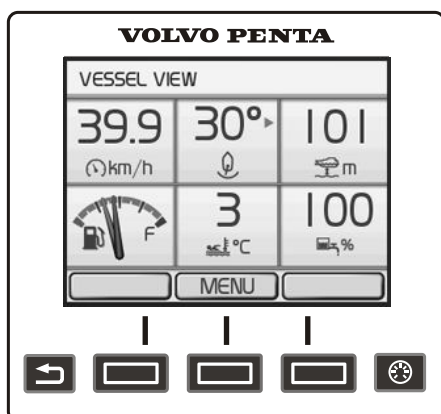 VOLVO PENTA
VESSEL VIEW
39.9 30° 101
km/h m
F 3 100
°C %
MENU